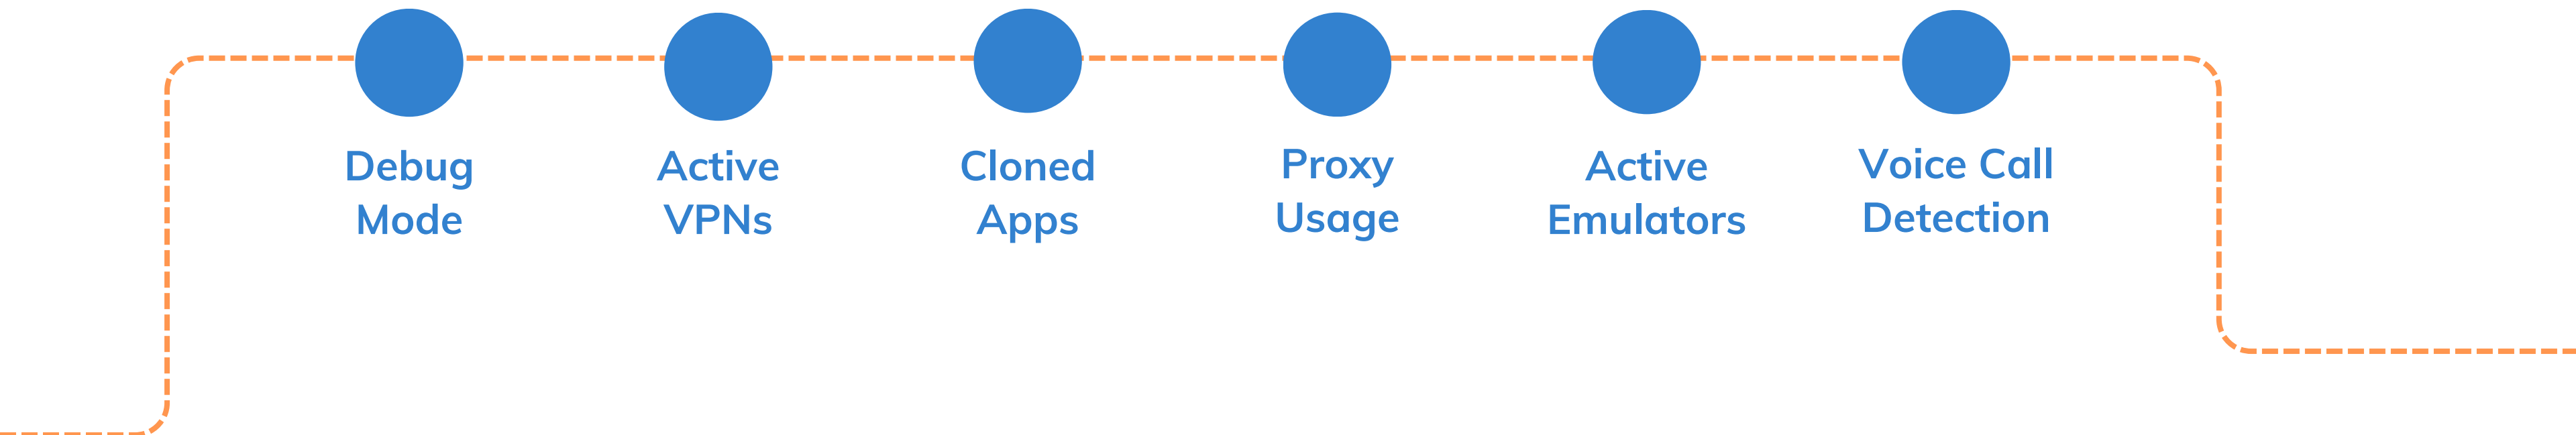 Debug
Mode
Active
VPNs
Cloned
Apps
Proxy
Usage
Active
Emulators
Voice Call
Detection